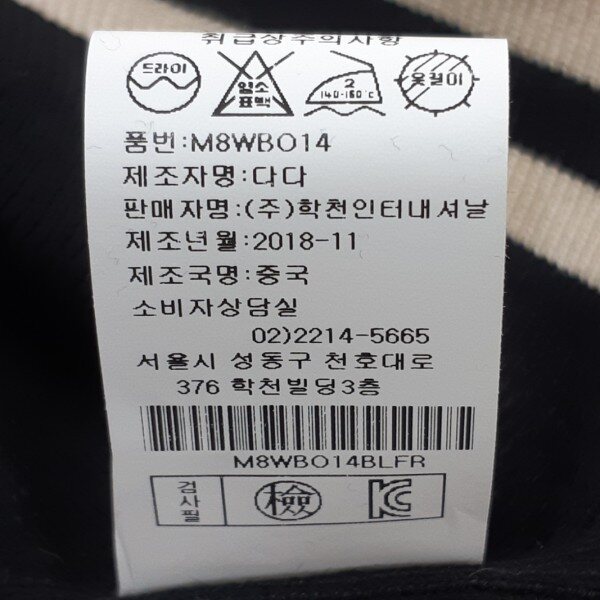 취급상주의사항
드라이 염소표백 2 140-160℃ 옷걸이
품번:M8WBO14
제조자명:다다
판매자명:(주)학천인터내셔날
제조년월:2018-11
제조국명:중국
소비자상담실
02)2214-5665
서울시 성동구 천호대로
376 학천빌딩3층
M8WBO14BLFR
검사필 檢 KC